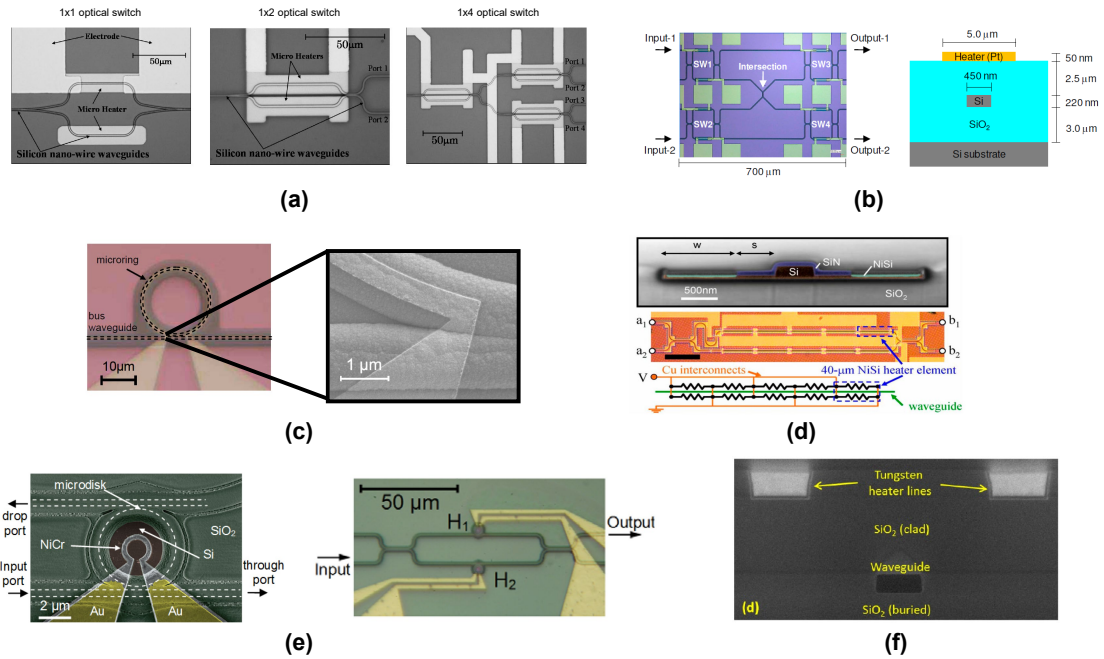 1x1 optical switch
1x2 optical switch
1x4 optical switch
Electrode
50μm
Micro Heater
Silicon nano-wire waveguides
50μm
Micro Heaters
Port 1
Port 2
Silicon nano-wire waveguides
Port 1
Port 2
Port 3
Port 4
50μm
(a)
Input-1
Output-1
SW1
SW3
Intersection
SW2
SW4
Input-2
Output-2
700 μm
5.0 μm
Heater (Pt)
50 nm
450 nm
2.5 μm
Si
220 nm
SiO2
3.0 μm
Si substrate
(b)
microring
bus
waveguide
10μm
1 μm
(c)
w
s
SiN
NiSi
Si
500nm
SiO2
a1
b1
a2
b2
Cu interconnects
40-μm NiSi heater element
V
waveguide
(d)
microdisk
drop
port
SiO2
NiCr
Si
Input
port
through
port
2 μm
Au
Au
50 μm
H1
Output
Input
H2
(e)
Tungsten
heater lines
SiO2 (clad)
Waveguide
(d)
SiO2 (buried)
(f)